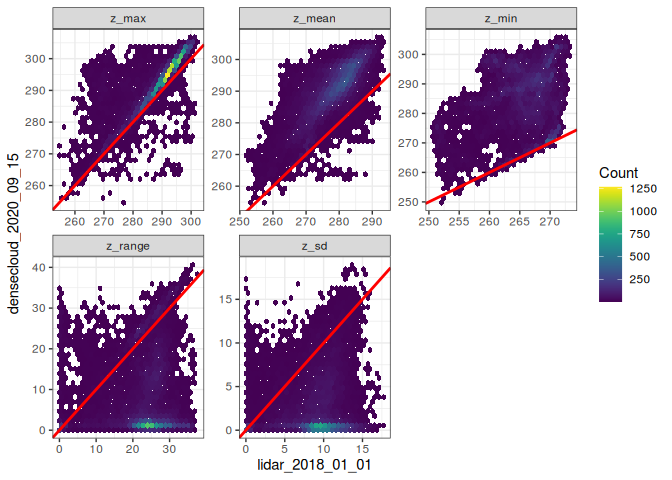 z_max
z_mean
z_min
300
290
280
270
260
260 270 280 290 300
300
290
280
270
260
250 260 270 280 290
300
290
280
270
260
250
250 255 260 265 270
densecloud_2020_09_15
Count
1250
1000
750
500
250
z_range
z_sd
40
30
20
10
0
0 10 20 30
15
10
5
0
0 5 10 15
lidar_2018_01_01